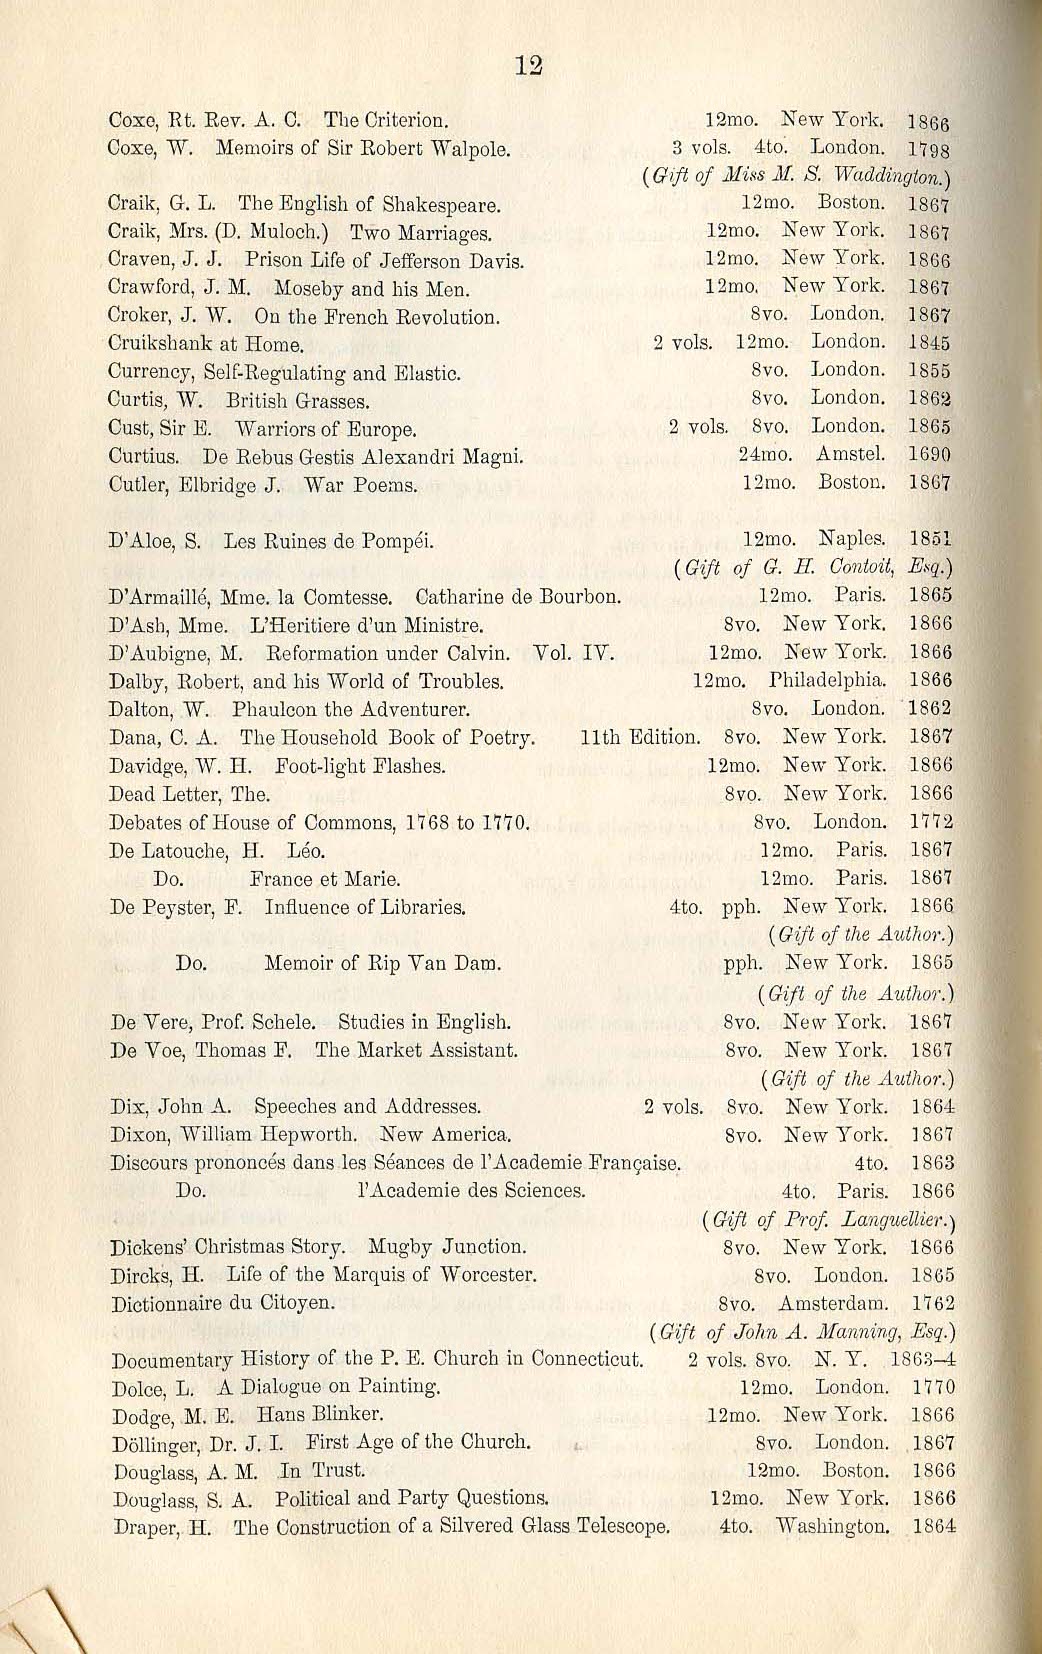 12
Coxe, Rt. Rev. A. C. The Criterion. 12mo. New York. 1866
Coxe, W. Memoirs of Sir Robert Walpole. 3 vols. 4to. London. 1798
(Gift of Miss M. S. Waddington.)
Craik, G. L. The English of Shakespeare. 12mo. Boston. 1867
Craik, Mrs. (D. Muloch.) Two Marriages. 12mo. New York. 1867
Craven, J. J. Prison Life of Jefferson Davis. 12mo. New York. 1866
Crawford, J. M. Moseby and his Men. 12mo. New York. 1867
Croker, J. W. On the French Revolution. 8vo. London. 1867
Cruikshank at Home. 2 vols. 12mo. London. 1845
Currency, Self-Regulating and Elastic. 8vo. London. 1855
Curtis, W. British Grasses. 8vo. London. 1862
Cust, Sir E. Warriors of Europe. 2 vols. 8vo. London. 1865
Curtius. De Rebus Gestis Alexandri Magni. 24mo. Amstel. 1690
Cutler, Elbridge J. War Poems. 12mo. Boston. 1867
D'Aloe, S. Les Ruines de Pompéi. 12mo. Naples. 1851
(Gift of G. H. Contoit, Esq.)
D'Armaillé, Mme. la Comtesse. Catharine de Bourbon. 12mo. Paris. 1865
D'Ash, Mme. L'Heritiere d'un Ministre. 8vo. New York. 1866
D'Aubigne, M. Reformation under Calvin. Vol. IV. 12mo. New York. 1866
Dalby, Robert, and his World of Troubles. 12mo. Philadelphia. 1866
Dalton, W. Phaulcon the Adventurer. 8vo. London. 1862
Dana, C. A. The Household Book of Poetry. 11th Edition. 8vo. New York. 1867
Davidge, W. H. Foot-light Flashes. 12mo. New York. 1866
Dead Letter, The. 8vo. New York. 1866
Debates of House of Commons, 1768 to 1770. 8vo. London. 1772
De Latouche, H. Léo. 12mo. Paris. 1867
Do. France et Marie. 12mo. Paris. 1867
De Peyster, F. Influence of Libraries. 4to. pph. New York. 1866
(Gift of the Author.)
Do. Memoir of Rip Van Dam. pph. New York. 1865
(Gift of the Author.)
De Vere, Prof. Schele. Studies in English. 8vo. New York. 1867
De Voe, Thomas F. The Market Assistant. 8vo. New York. 1867
(Gift of the Author.)
Dix, John A. Speeches and Addresses. 2 vols. 8vo. New York. 1864
Dixon, William Hepworth. New America. 8vo. New York. 1867
Discours prononcés dans les Séances de l'Academie Française. 4to. 1863
Do. l'Academie des Sciences. 4to. Paris. 1866
(Gift of Prof. Languellier.)
Dickens' Christmas Story. Mugby Junction. 8vo. New York. 1866
Dircks, H. Life of the Marquis of Worcester. 8vo. London. 1865
Dictionnaire du Citoyen. 8vo. Amsterdam. 1762
(Gift of John A. Manning, Esq.)
Documentary History of the P. E. Church in Connecticut. 2 vols. 8vo. N. Y. 1863–4
Dolce, L. A Dialogue on Painting. 12mo. London. 1770
Dodge, M. E. Hans Blinker. 12mo. New York. 1866
Döllinger, Dr. J. I. First Age of the Church. 8vo. London. 1867
Douglass, A. M. In Trust. 12mo. Boston. 1866
Douglass, S. A. Political and Party Questions. 12mo. New York. 1866
Draper, H. The Construction of a Silvered Glass Telescope. 4to. Washington. 1864